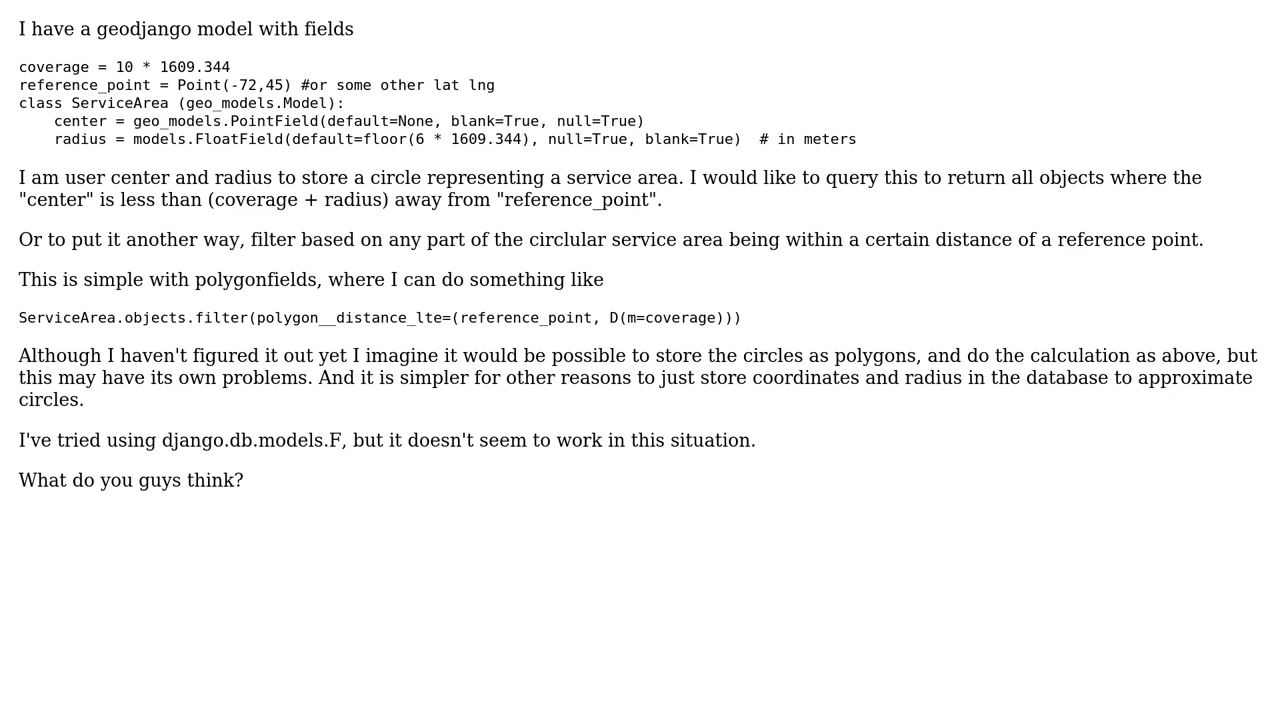 I have a geodjango model with fields
coverage = 10 * 1609.344
reference_point = Point(-72,45) #or some other lat lng
class ServiceArea (geo_models.Model):
    center = geo_models.PointField(default=None, blank=True, null=True)
    radius = models.FloatField(default=floor(6 * 1609.344), null=True, blank=True)  # in meters
I am user center and radius to store a circle representing a service area. I would like to query this to return all objects where the
"center" is less than (coverage + radius) away from "reference_point".
Or to put it another way, filter based on any part of the circlular service area being within a certain distance of a reference point.
This is simple with polygonfields, where I can do something like
ServiceArea.objects.filter(polygon__distance_lte=(reference_point, D(m=coverage)))
Although I haven't figured it out yet I imagine it would be possible to store the circles as polygons, and do the calculation as above, but
this may have its own problems. And it is simpler for other reasons to just store coordinates and radius in the database to approximate
circles.
I've tried using django.db.models.F, but it doesn't seem to work in this situation.
What do you guys think?